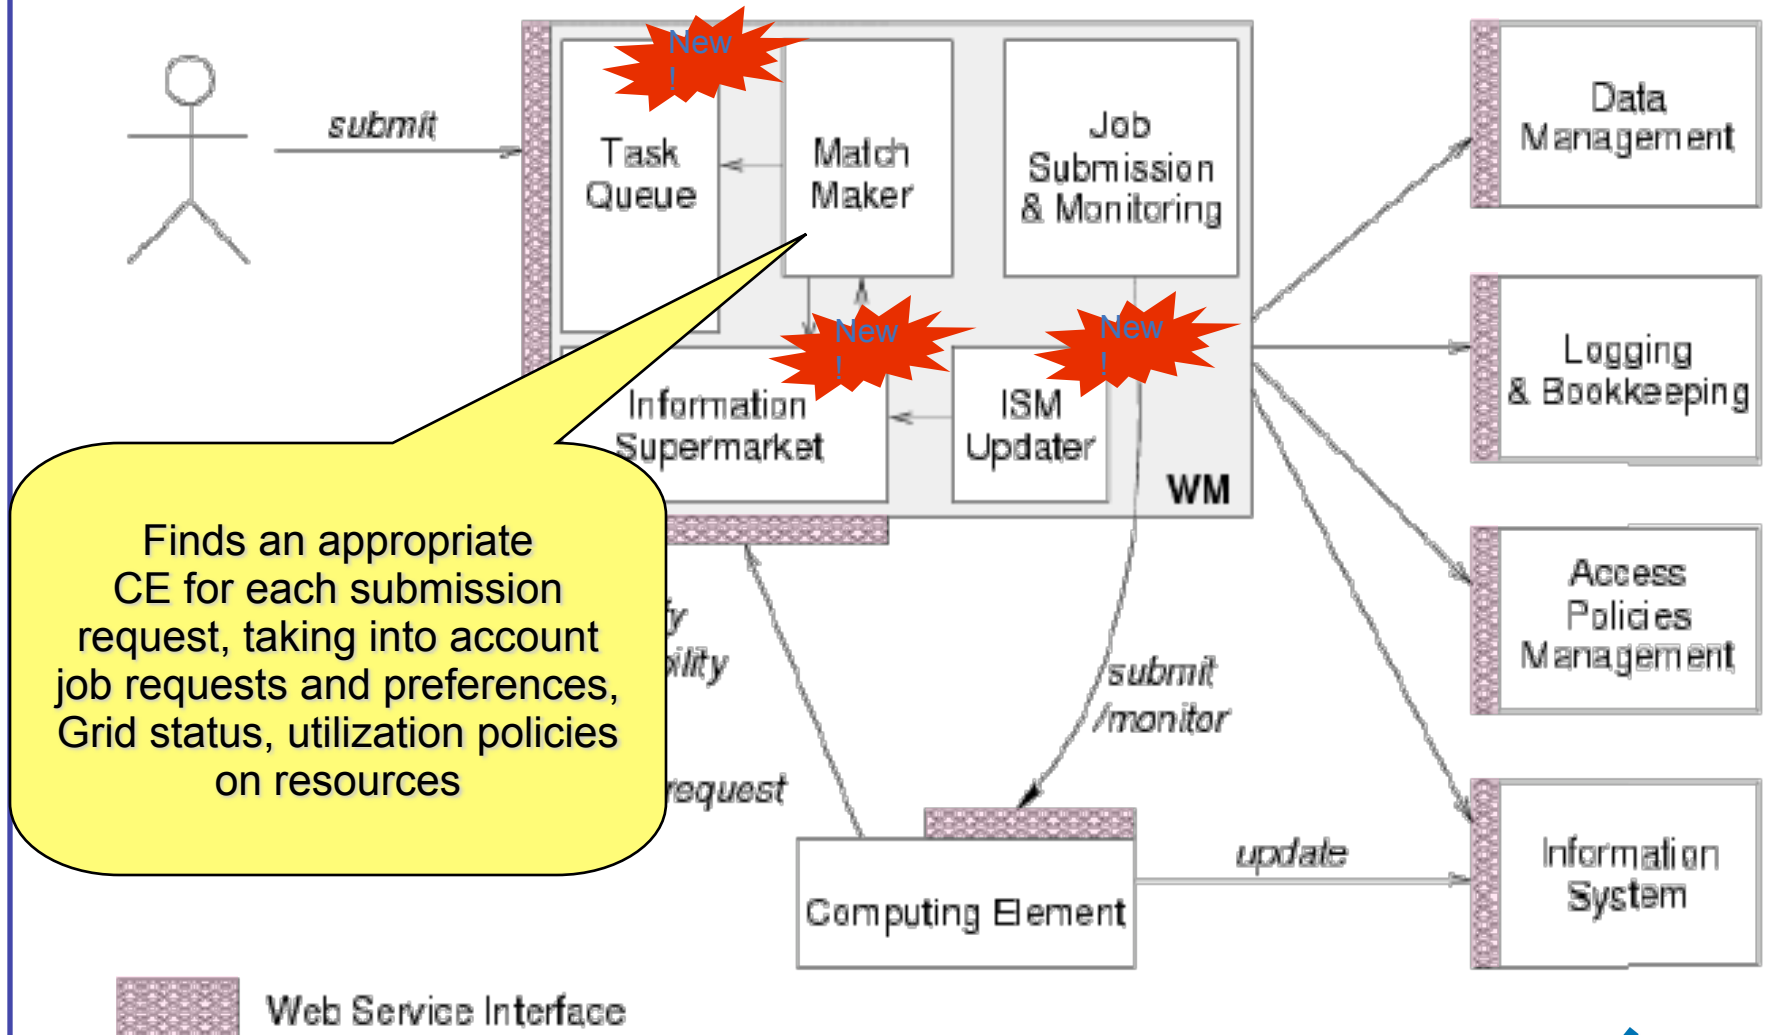 New
!
submit
Task
Queue
Match
Maker
Job
Submission
& Monitoring
Data
Management
New
!
New
!
Information
Supermarket
ISM
Updater
WM
Logging
& Bookkeeping
Finds an appropriate
CE for each submission
request, taking into account
job requests and preferences,
Grid status, utilization policies
on resources
request
submit
/monitor
Access
Policies
Management
Computing Element
update
Information
System
Web Service Interface